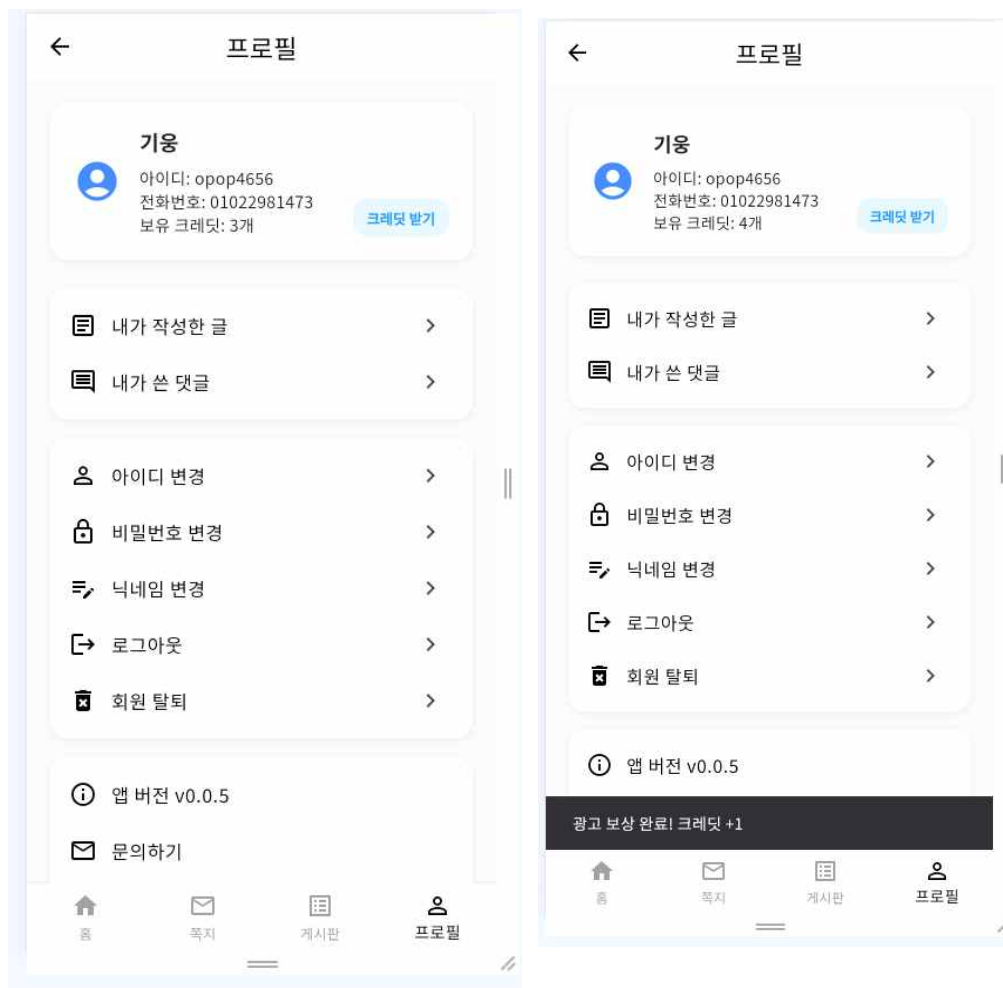 프로필
기웅
아이디: opop4656
전화번호: 01022981473
보유 크레딧: 3개
크레딧 받기
내가 작성한 글
내가 쓴 댓글
아이디 변경
비밀번호 변경
닉네임 변경
로그아웃
회원 탈퇴
앱 버전 v0.0.5
문의하기
홈
쪽지
게시판
프로필
프로필
기웅
아이디: opop4656
전화번호: 01022981473
보유 크레딧: 4개
크레딧 받기
내가 작성한 글
내가 쓴 댓글
아이디 변경
비밀번호 변경
닉네임 변경
로그아웃
회원 탈퇴
앱 버전 v0.0.5
광고 보상 완료! 크레딧 +1
홈
쪽지
게시판
프로필